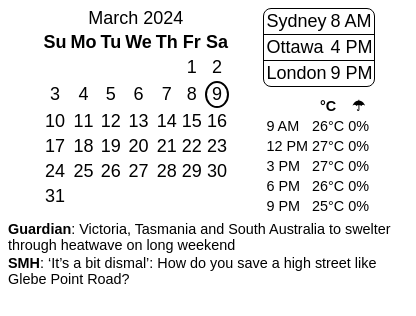 March 2024
Su Mo Tu We Th Fr Sa
1 2
3 4 5 6 7 8 9
10 11 12 13 14 15 16
17 18 19 20 21 22 23
24 25 26 27 28 29 30
31
Sydney 8 AM
Ottawa 4 PM
London 9 PM
°C ☂
9 AM 26°C 0%
12 PM 27°C 0%
3 PM 27°C 0%
6 PM 26°C 0%
9 PM 25°C 0%
Guardian: Victoria, Tasmania and South Australia to swelter
through heatwave on long weekend
SMH: ‘It’s a bit dismal’: How do you save a high street like
Glebe Point Road?